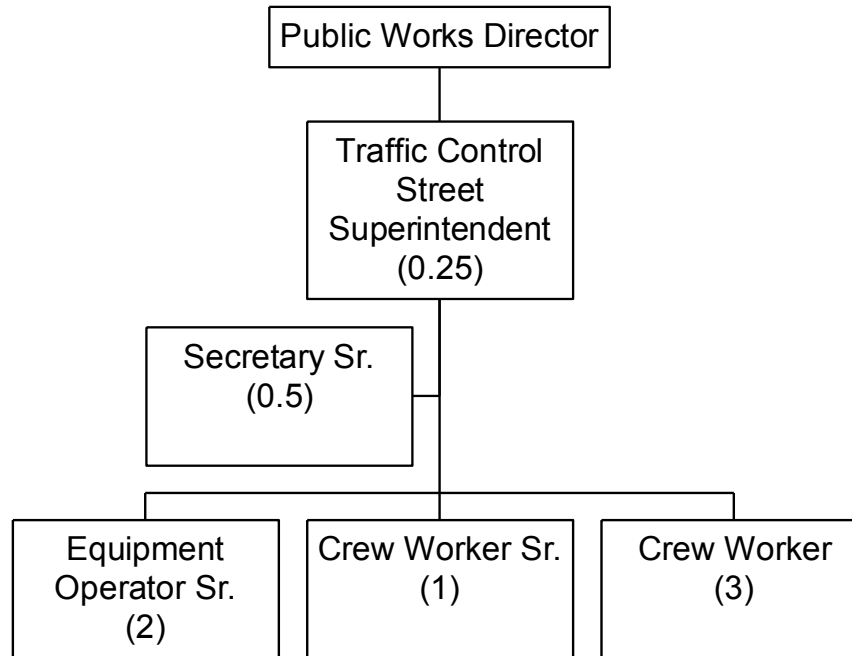 Public Works Director
Traffic Control
Street
Superintendent
(0.25)
Secretary Sr.
(0.5)
Equipment
Operator Sr.
(2)
Crew Worker Sr.
(1)
Crew Worker
(3)